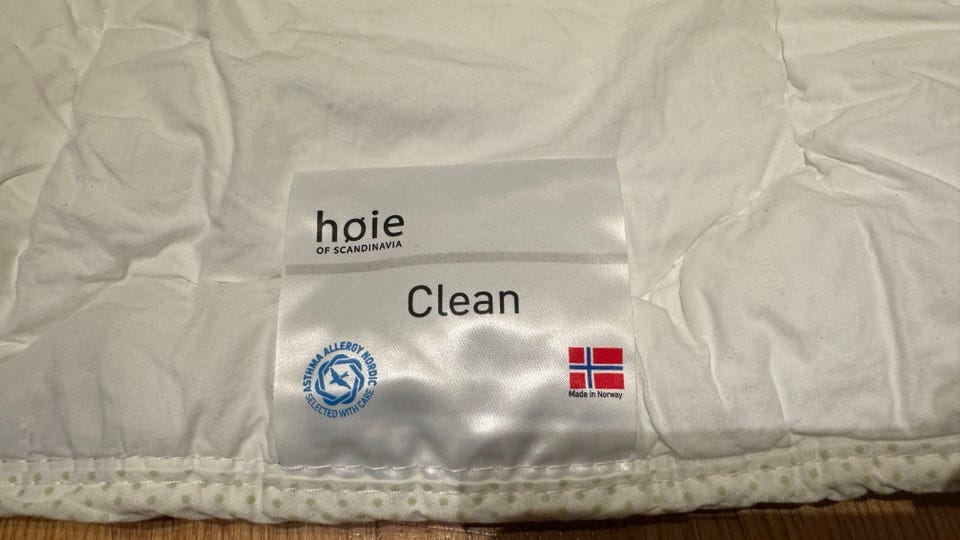 høie
OF SCANDINAVIA
Clean
ASTHMA ALLERGY NORDIC
SELECTED WITH CARE
Made in Norway